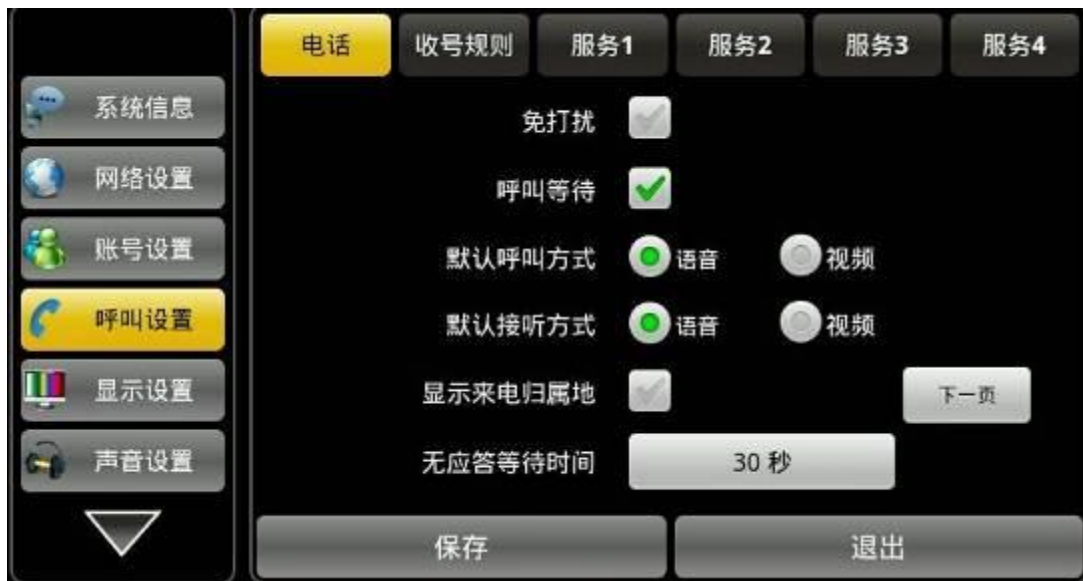 电话 收号规则 服务1 服务2 服务3 服务4
系统信息
网络设置
账号设置
呼叫设置
显示设置
声音设置
免打扰
呼叫等待
默认呼叫方式 语音 视频
默认接听方式 语音 视频
显示来电归属地
下一页
无应答等待时间 30 秒
保存 退出